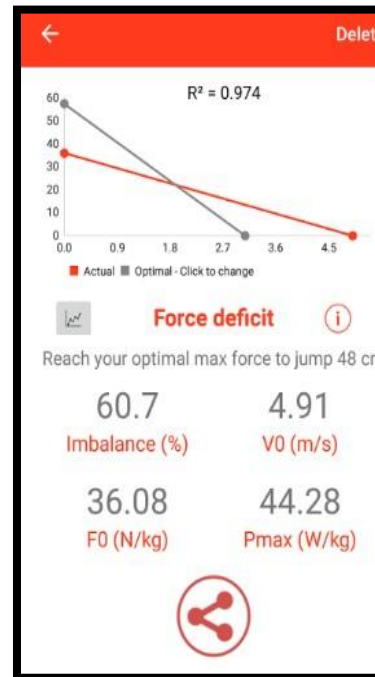 Delet
R² = 0.974
60
50
40
30
20
10
0
0.0 0.9 1.8 2.7 3.6 4.5
Actual Optimal - Click to change
Force deficit i
Reach your optimal max force to jump 48 cm
60.7 4.91
Imbalance (%) V0 (m/s)
36.08 44.28
F0 (N/kg) Pmax (W/kg)